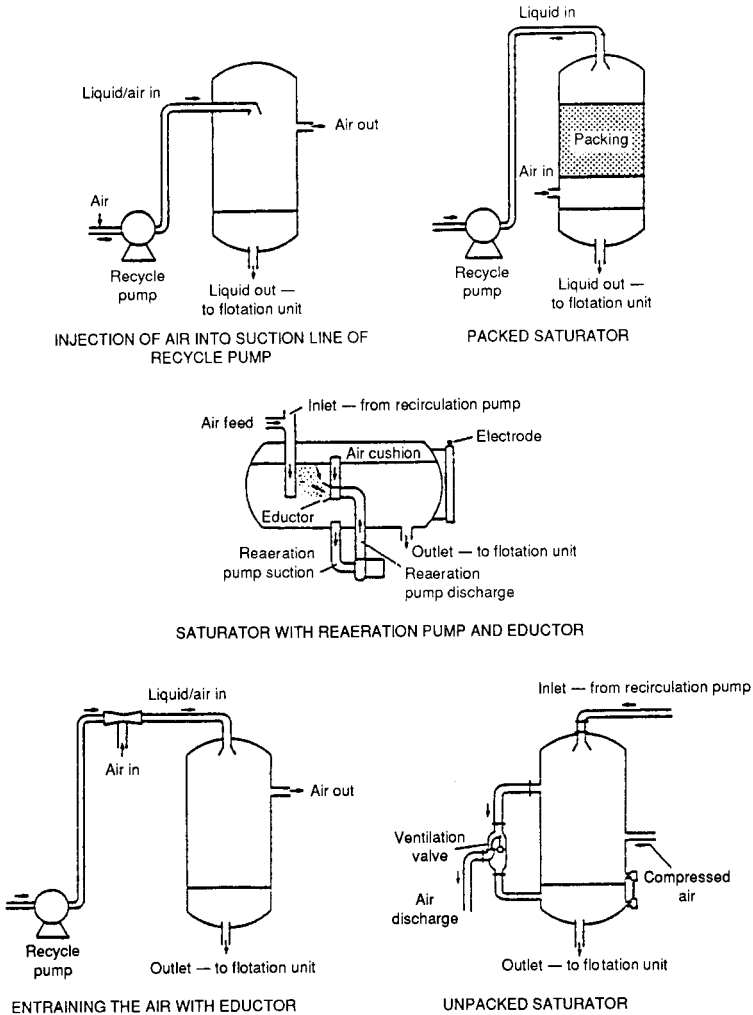 Liquid/air in
Air out
Air
Recycle
pump
Liquid out —
to flotation unit
INJECTION OF AIR INTO SUCTION LINE OF
RECYCLE PUMP
Liquid in
Packing
Air in
Recycle
pump
Liquid out —
to flotation unit
PACKED SATURATOR
Inlet — from recirculation pump
Air feed
Electrode
Air cushion
Eductor
Outlet — to flotation unit
Reaeration
pump suction
Reaeration
pump discharge
SATURATOR WITH REAERATION PUMP AND EDUCTOR
Liquid/air in
Air in
Air out
Recycle
pump
Outlet — to flotation unit
ENTRAINING THE AIR WITH EDUCTOR
Inlet — from recirculation pump
Ventilation
valve
Compressed
air
Air
discharge
Outlet — to flotation unit
UNPACKED SATURATOR